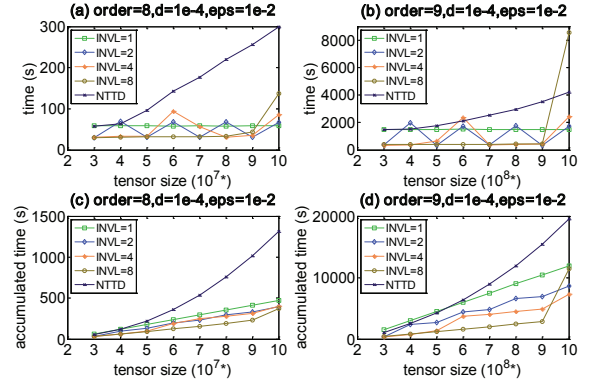 (a) order=8,d=1e-4,eps=1e-2
time (s)
300
200
100
0
INVL=1
INVL=2
INVL=4
INVL=8
NTTD
2 3 4 5 6 7 8 9 10
tensor size (10^7*)
(b) order=9,d=1e-4,eps=1e-2
time (s)
8000
6000
4000
2000
0
INVL=1
INVL=2
INVL=4
INVL=8
NTTD
2 3 4 5 6 7 8 9 10
tensor size (10^8*)
(c) order=8,d=1e-4,eps=1e-2
accumulated time (s)
1500
1000
500
0
INVL=1
INVL=2
INVL=4
INVL=8
NTTD
2 3 4 5 6 7 8 9 10
tensor size (10^7*)
(d) order=9,d=1e-4,eps=1e-2
accumulated time (s)
20000
10000
0
INVL=1
INVL=2
INVL=4
INVL=8
NTTD
2 3 4 5 6 7 8 9 10
tensor size (10^8*)